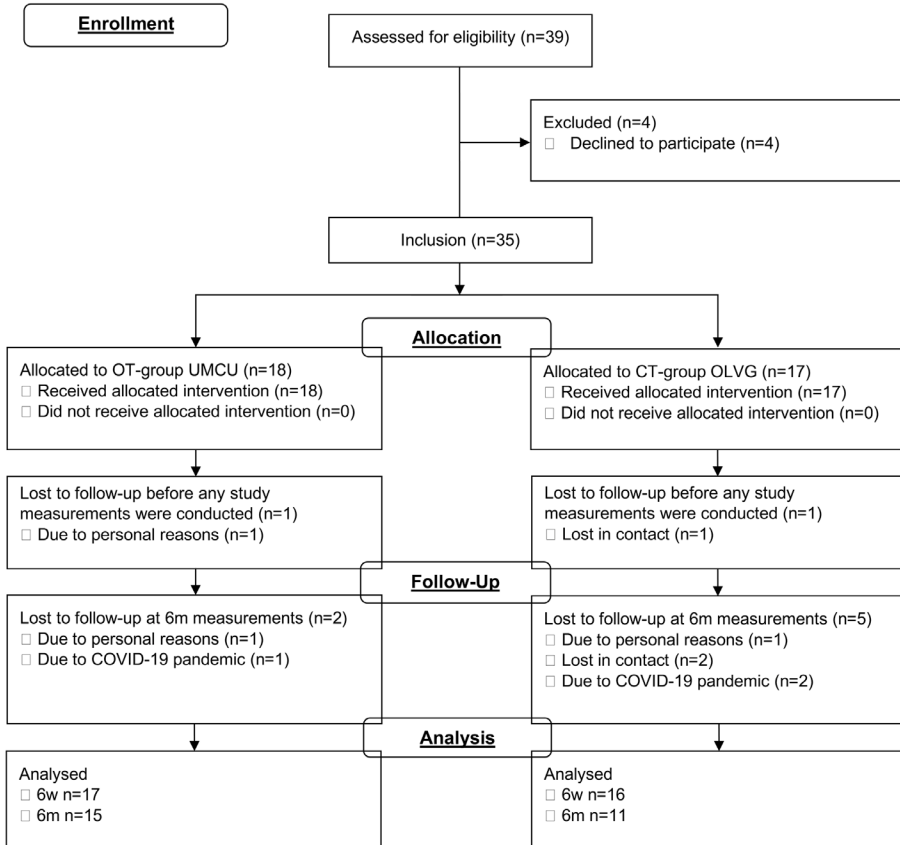 Enrollment
Assessed for eligibility (n=39)
Excluded (n=4)
□ Declined to participate (n=4)
Inclusion (n=35)
Allocation
Allocated to OT-group UMCU (n=18)
□ Received allocated intervention (n=18)
□ Did not receive allocated intervention (n=0)
Allocated to CT-group OLVG (n=17)
□ Received allocated intervention (n=17)
□ Did not receive allocated intervention (n=0)
Lost to follow-up before any study
measurements were conducted (n=1)
□ Due to personal reasons (n=1)
Lost to follow-up before any study
measurements were conducted (n=1)
□ Lost in contact (n=1)
Follow-Up
Lost to follow-up at 6m measurements (n=2)
□ Due to personal reasons (n=1)
□ Due to COVID-19 pandemic (n=1)
Lost to follow-up at 6m measurements (n=5)
□ Due to personal reasons (n=1)
□ Lost in contact (n=2)
□ Due to COVID-19 pandemic (n=2)
Analysis
Analysed
□ 6w n=17
□ 6m n=15
Analysed
□ 6w n=16
□ 6m n=11